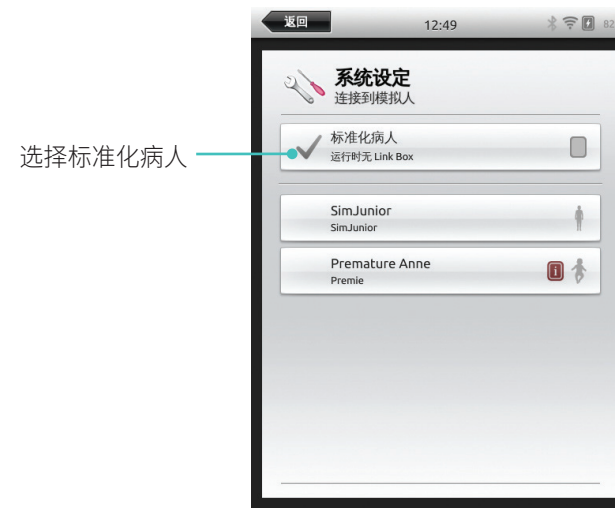 返回
12:49
82
系统设定
连接到模拟人
标准化病人
运行时无 Link Box
选择标准化病人
SimJunior
SimJunior
Premature Anne
i
Premie